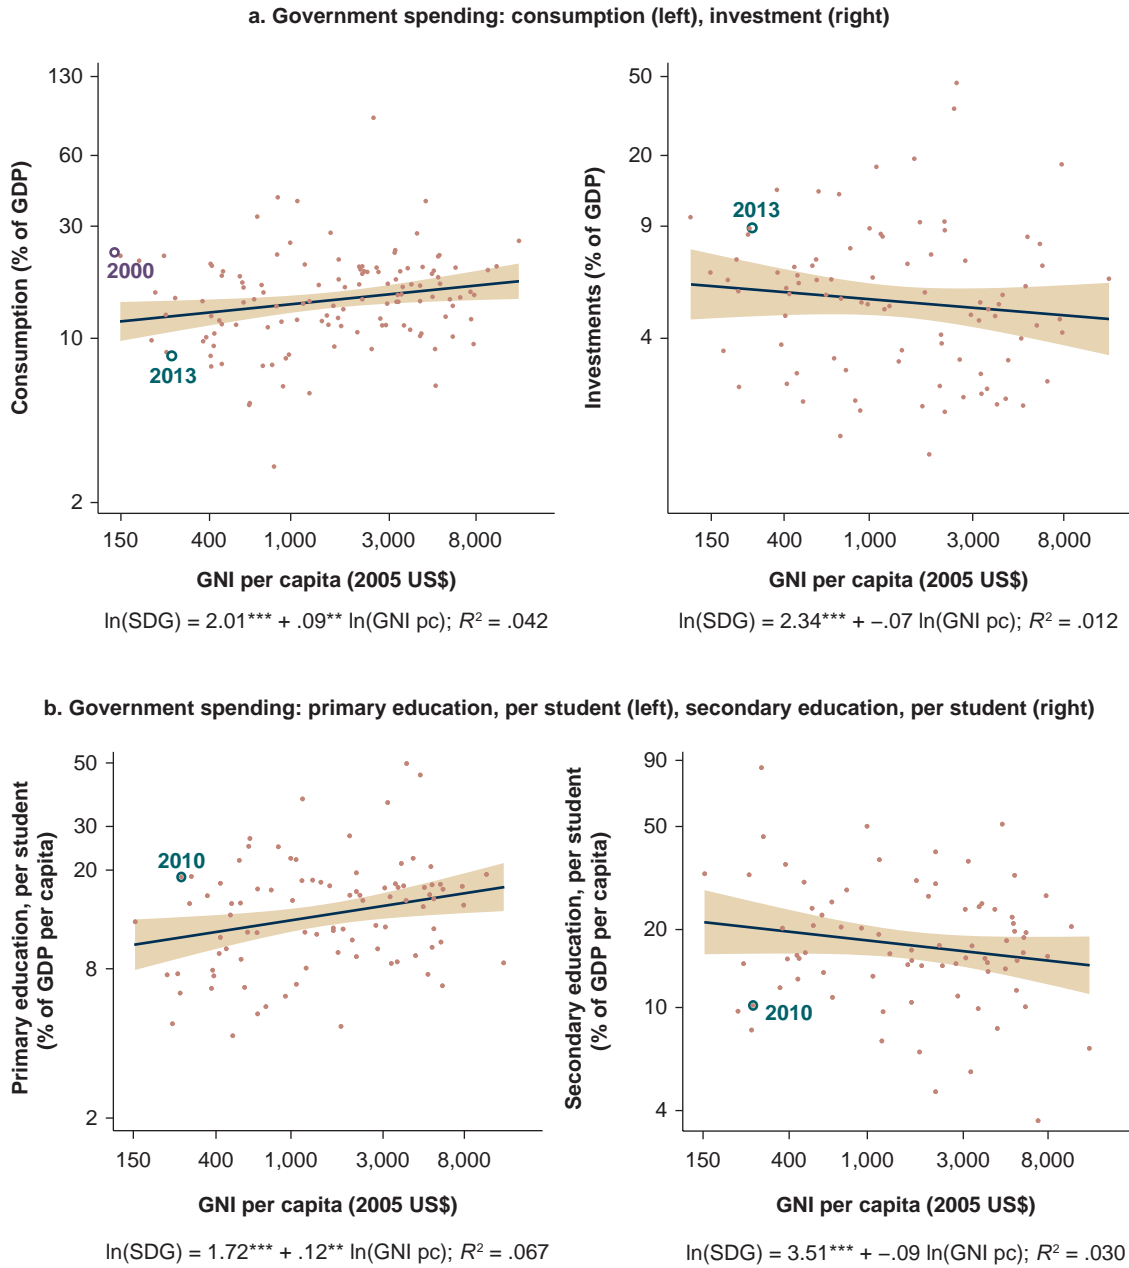 a. Government spending: consumption (left), investment (right)
Consumption (% of GDP)
130
60
30
10
2
2000
2013
150 400 1,000 3,000 8,000
GNI per capita (2005 US$)
ln(SDG) = 2.01*** + .09** ln(GNI pc); R² = .042
Investments (% of GDP)
50
20
9
4
2013
150 400 1,000 3,000 8,000
GNI per capita (2005 US$)
ln(SDG) = 2.34*** + –.07 ln(GNI pc); R² = .012
b. Government spending: primary education, per student (left), secondary education, per student (right)
Primary education, per student
(% of GDP per capita)
50
30
20
8
2
2010
150 400 1,000 3,000 8,000
GNI per capita (2005 US$)
ln(SDG) = 1.72*** + .12** ln(GNI pc); R² = .067
Secondary education, per student
(% of GDP per capita)
90
50
20
10
4
2010
150 400 1,000 3,000 8,000
GNI per capita (2005 US$)
ln(SDG) = 3.51*** + –.09 ln(GNI pc); R² = .030